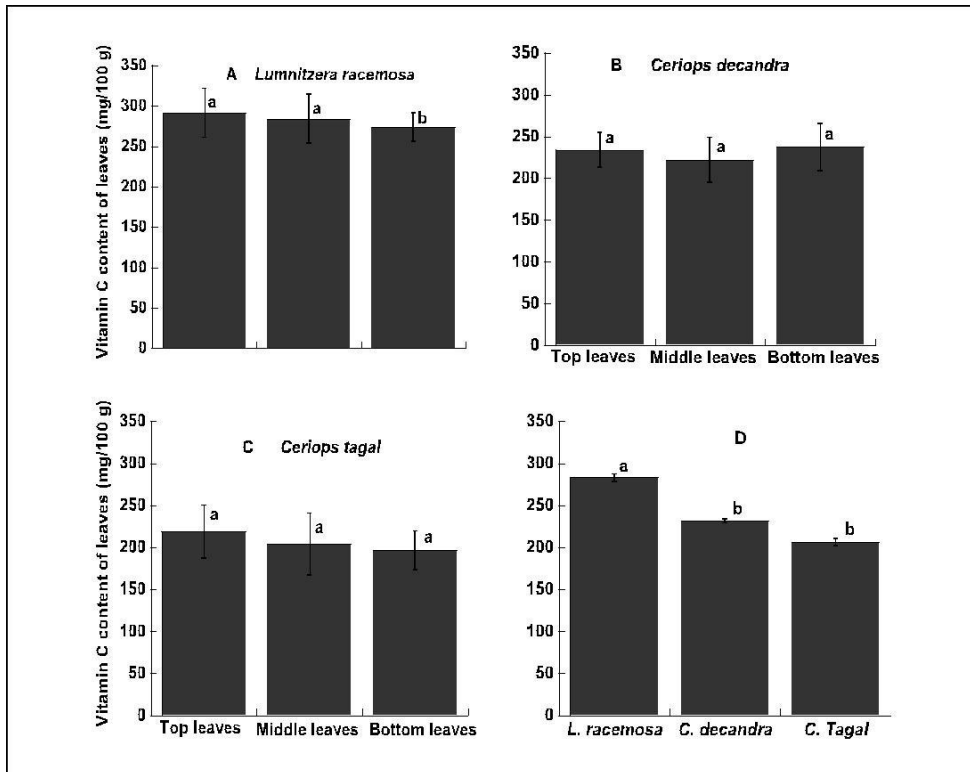 Vitamin C content of leaves (mg/100 g)
350
300
250
200
150
100
50
0
A Lumnitzera racemosa
a
a
b
350
300
250
200
150
100
50
0
B Ceriops decandra
a
a
a
Top leaves Middle leaves Bottom leaves
Vitamin C content of leaves (mg/100 g)
350
300
250
200
150
100
50
0
C Ceriops tagal
a
a
a
Top leaves Middle leaves Bottom leaves
350
300
250
200
150
100
50
0
D
a
b
b
L. racemosa C. decandra C. Tagal